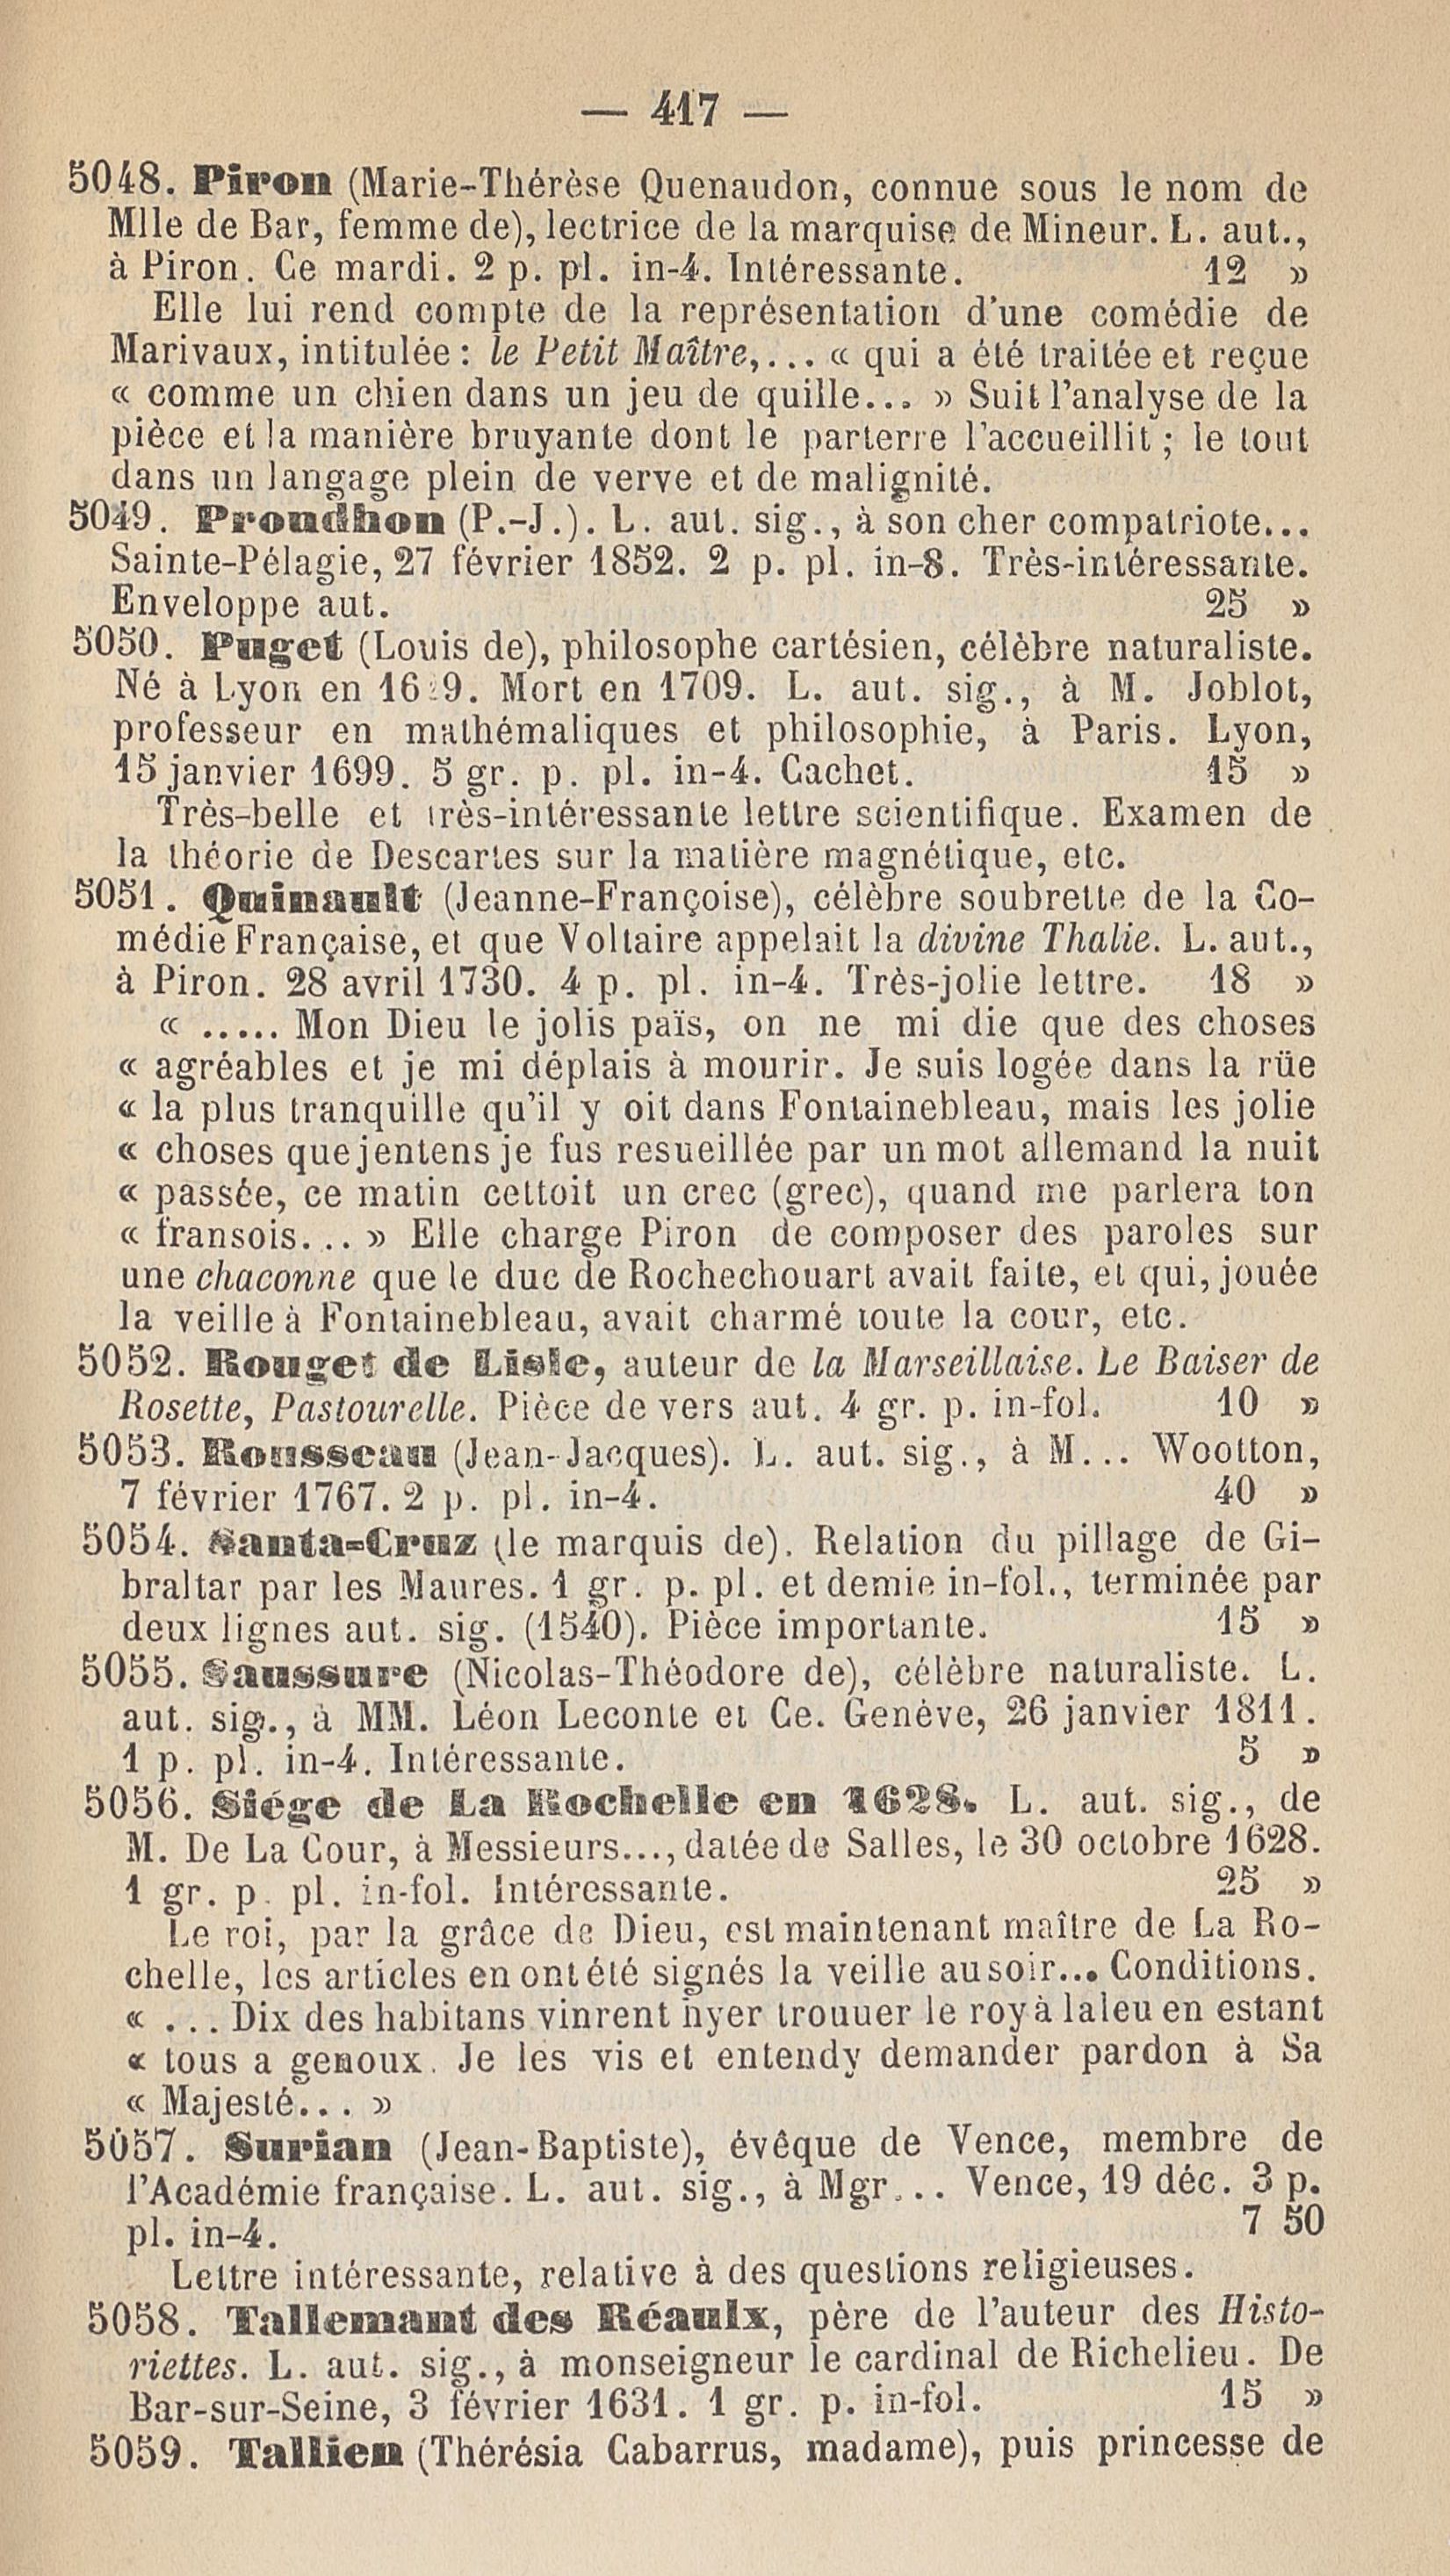 — 417 —
5048. Piron (Marie-Thérèse Quenaudon, connue sous le nom de
Mlle de Bar, femme de), lectrice de la marquise de Mineur. L. aut.,
à Piron. Ce mardi. 2 p. pl. in-4. Intéressante. 12 »
Elle lui rend compte de la représentation d'une comédie de
Marivaux, intitulée : le Petit Maître,... « qui a été traitée et reçue
« comme un chien dans un jeu de quille... » Suit l'analyse de la
pièce et la manière bruyante dont le parterre l'accueillit ; le tout
dans un langage plein de verve et de malignité.
5049. Proudhon (P.-J.). L. aut. sig., à son cher compatriote...
Sainte-Pélagie, 27 février 1852. 2 p. pl. in-8. Très-intéressante.
Enveloppe aut. 25 »
5050. Puget (Louis de), philosophe cartésien, célèbre naturaliste.
Né à Lyon en Mort en 1709. L. aut. sig., à M. Joblot,
professeur en mathématiques et philosophie, à Paris. Lyon,
15 janvier 1699. 5 gr. p. pl. in-4. Cachet. 15 »
Très-belle et très-intéressante lettre scientifique. Examen de
la théorie de Descartes sur la matière magnétique, etc.
5051. Quinault (Jeanne-Françoise), célèbre soubrette de la Co-
médie Française, et que Voltaire appelait la divine Thalie. L. aut.,
à Piron. 28 avril 1730. 4 p. pl. in-4. Très-jolie lettre. 18 »
« ..... Mon Dieu le jolis païs, on ne mi die que des choses
« agréables et je mi déplais à mourir. Je suis logée dans la rüe
« la plus tranquille qu'il y oit dans Fontainebleau, mais les jolie
« choses que jentens je fus resueillée par un mot allemand la nuit
« passée, ce matin cettoit un crec (grec), quand me parlera ton
« fransois... » Elle charge Piron de composer des paroles sur
une chaconne que le duc de Rochechouart avait faite, et qui, jouée
la veille à Fontainebleau, avait charmé toute la cour, etc.
5052. Rouget de Lisle, auteur de la Marseillaise. Le Baiser de
Rosette, Pastourelle. Pièce de vers aut. 4 gr. p. in-fol. 10 »
5053. Rousseau (Jean-Jacques). L. aut. sig., à M... Wootton,
7 février 1767. 2 p. pl. in-4. 40 »
5054. Santa-Cruz (le marquis de). Relation du pillage de Gi-
braltar par les Maures. 1 gr. p. pl. et demie in-fol., terminée par
deux lignes aut. sig. (1540). Pièce importante. 15 »
5055. Saussure (Nicolas-Théodore de), célèbre naturaliste. L.
aut. sig., à MM. Léon Leconte et Ce. Genève, 26 janvier 1811.
1 p. pl. in-4. Intéressante. 5 »
5056. Siége de La Rochelle en 1628. L. aut. sig., de
M. De La Cour, à Messieurs..., datée de Salles, le 30 octobre 1628.
1 gr. p. pl. in-fol. Intéressante. 25 »
Le roi, par la grâce de Dieu, est maintenant maître de La Ro-
chelle, les articles en ont été signés la veille au soir... Conditions.
« ... Dix des habitans vinrent hyer trouuer le roy à laleu en estant
« tous a genoux. Je les vis et entendy demander pardon à Sa
« Majesté... »
5057. Surian (Jean-Baptiste), évêque de Vence, membre de
l'Académie française. L. aut. sig., à Mgr... Vence, 19 déc. 3 p.
pl. in-4. 7 50
Lettre intéressante, relative à des questions religieuses.
5058. Tallemant des Réaulx, père de l'auteur des Histo-
riettes. L. aut. sig., à monseigneur le cardinal de Richelieu. De
Bar-sur-Seine, 3 février 1631. 1 gr. p. in-fol. 15 »
5059. Tallien (Thérésia Cabarrus, madame), puis princesse de